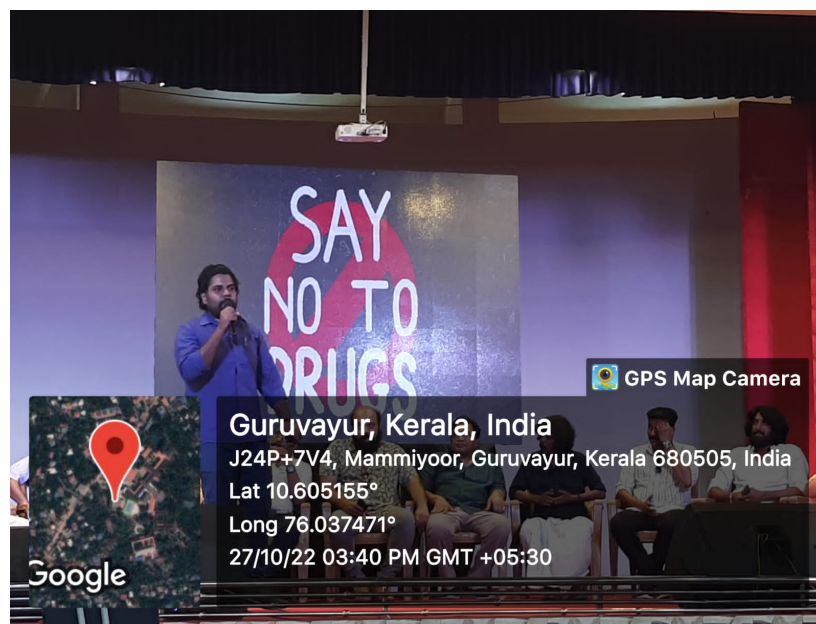 SAY
NO TO
DRUGS
GPS Map Camera
Guruvayur, Kerala, India
J24P+7V4, Mammiyoor, Guruvayur, Kerala 680505, India
Lat 10.605155°
Long 76.037471°
27/10/22 03:40 PM GMT +05:30
Google